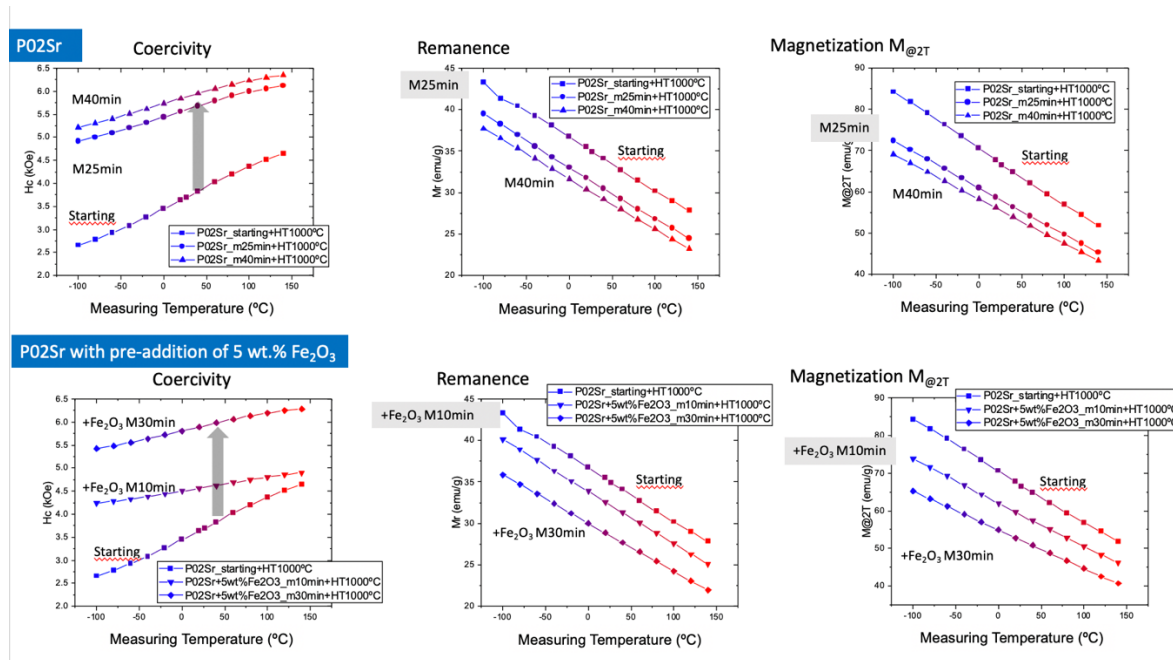 P02Sr
Coercivity
Remanence
Magnetization M@2T
6.5
6.0
5.5
5.0
4.5
4.0
3.5
3.0
2.5
2.0
Hc (kOe)
M40min
M25min
Starting
P02Sr_starting+HT1000ºC
P02Sr_m25min+HT1000ºC
P02Sr_m40min+HT1000ºC
-100 -50 0 50 100 150
Measuring Temperature (ºC)
45
40
35
30
25
20
Mr (emu/g)
M25min
P02Sr_starting+HT1000ºC
P02Sr_m25min+HT1000ºC
P02Sr_m40min+HT1000ºC
Starting
M40min
-100 -50 0 50 100 150
Measuring Temperature (ºC)
90
80
70
60
50
40
M@2T (emu/g)
M25min
P02Sr_starting+HT1000ºC
P02Sr_m25min+HT1000ºC
P02Sr_m40min+HT1000ºC
Starting
M40min
-100 -50 0 50 100 150
Measuring Temperature (ºC)
P02Sr with pre-addition of 5 wt.% Fe₂O₃
Coercivity
Remanence
Magnetization M@2T
6.5
6.0
5.5
5.0
4.5
4.0
3.5
3.0
2.5
2.0
Hc (kOe)
+Fe₂O₃ M30min
+Fe₂O₃ M10min
Starting
P02Sr_starting+HT1000ºC
P02Sr+5wt%Fe2O3_m10min+HT1000ºC
P02Sr+5wt%Fe2O3_m30min+HT1000ºC
-100 -50 0 50 100 150
Measuring Temperature (ºC)
45
40
35
30
25
20
Mr (emu/g)
+Fe₂O₃ M10min
P02Sr_starting+HT1000ºC
P02Sr+5wt%Fe2O3_m10min+HT1000ºC
P02Sr+5wt%Fe2O3_m30min+HT1000ºC
Starting
+Fe₂O₃ M30min
-100 -50 0 50 100 150
Measuring Temperature (ºC)
90
80
70
60
50
40
M@2T (emu/g)
+Fe₂O₃ M10min
P02Sr_starting+HT1000ºC
P02Sr+5wt%Fe2O3_m10min+HT1000ºC
P02Sr+5wt%Fe2O3_m30min+HT1000ºC
Starting
+Fe₂O₃ M30min
-100 -50 0 50 100 150
Measuring Temperature (ºC)